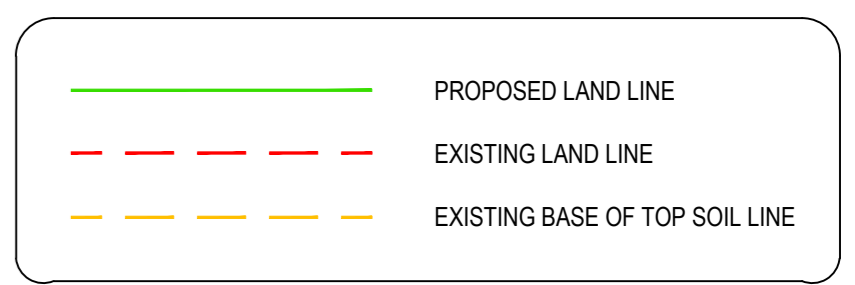 PROPOSED LAND LINE
EXISTING LAND LINE
EXISTING BASE OF TOP SOIL LINE